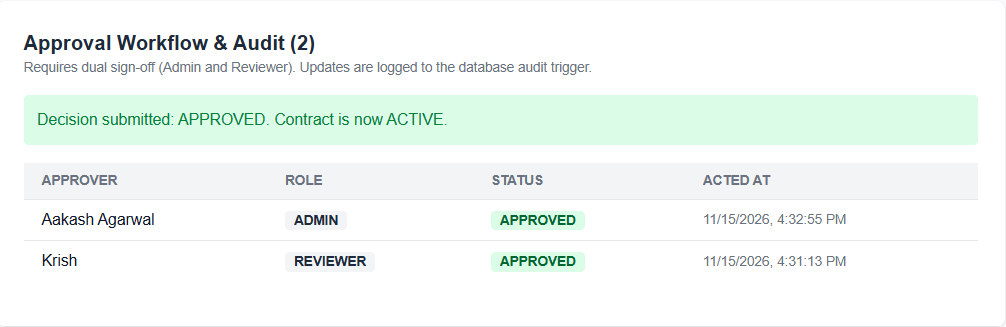 Approval Workflow & Audit (2)
Requires dual sign-off (Admin and Reviewer). Updates are logged to the database audit trigger.
Decision submitted: APPROVED. Contract is now ACTIVE.
APPROVER ROLE STATUS ACTED AT
Aakash Agarwal ADMIN APPROVED 11/15/2026, 4:32:55 PM
Krish REVIEWER APPROVED 11/15/2026, 4:31:13 PM